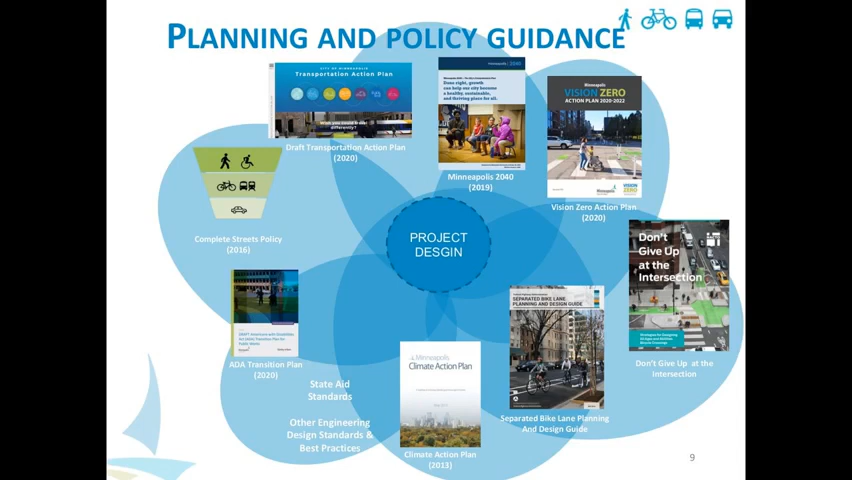 PLANNING AND POLICY GUIDANCE
CITY OF MINNEAPOLIS
Transportation Action Plan
differently?
Draft Transportation Action Plan
(2020)
Minneapolis | 2040
Done right, growth
can help our city become
a healthy, sustainable,
and thriving place for all.
Minneapolis 2040
(2019)
Minneapolis
VISION ZERO
ACTION PLAN 2020-2022
VISION
ZERO
Vision Zero Action Plan
(2020)
Complete Streets Policy
(2016)
PROJECT
DESGIN
Don't
Give Up
at the
Intersection
Don't Give Up at the
Intersection
ADA Transition Plan
(2020)
SEPARATED BIKE LANE
PLANNING AND DESIGN GUIDE
Separated Bike Lane Planning
And Design Guide
Minneapolis
Climate Action Plan
Climate Action Plan
(2013)
State Aid
Standards
Other Engineering
Design Standards &
Best Practices
9